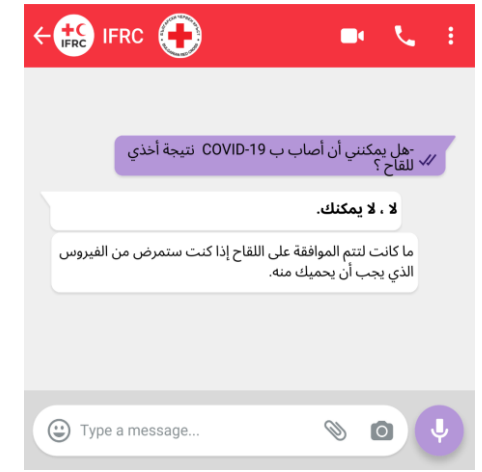 IFRC
IFRC
-هل يمكنني أن أصاب ب COVID-19 نتيجة أخذي
للقاح ؟
لا ، لا يمكنك.
ما كانت لتتم الموافقة على اللقاح إذا كنت ستمرض من الفيروس
الذي يجب أن يحميك منه.
Type a message...